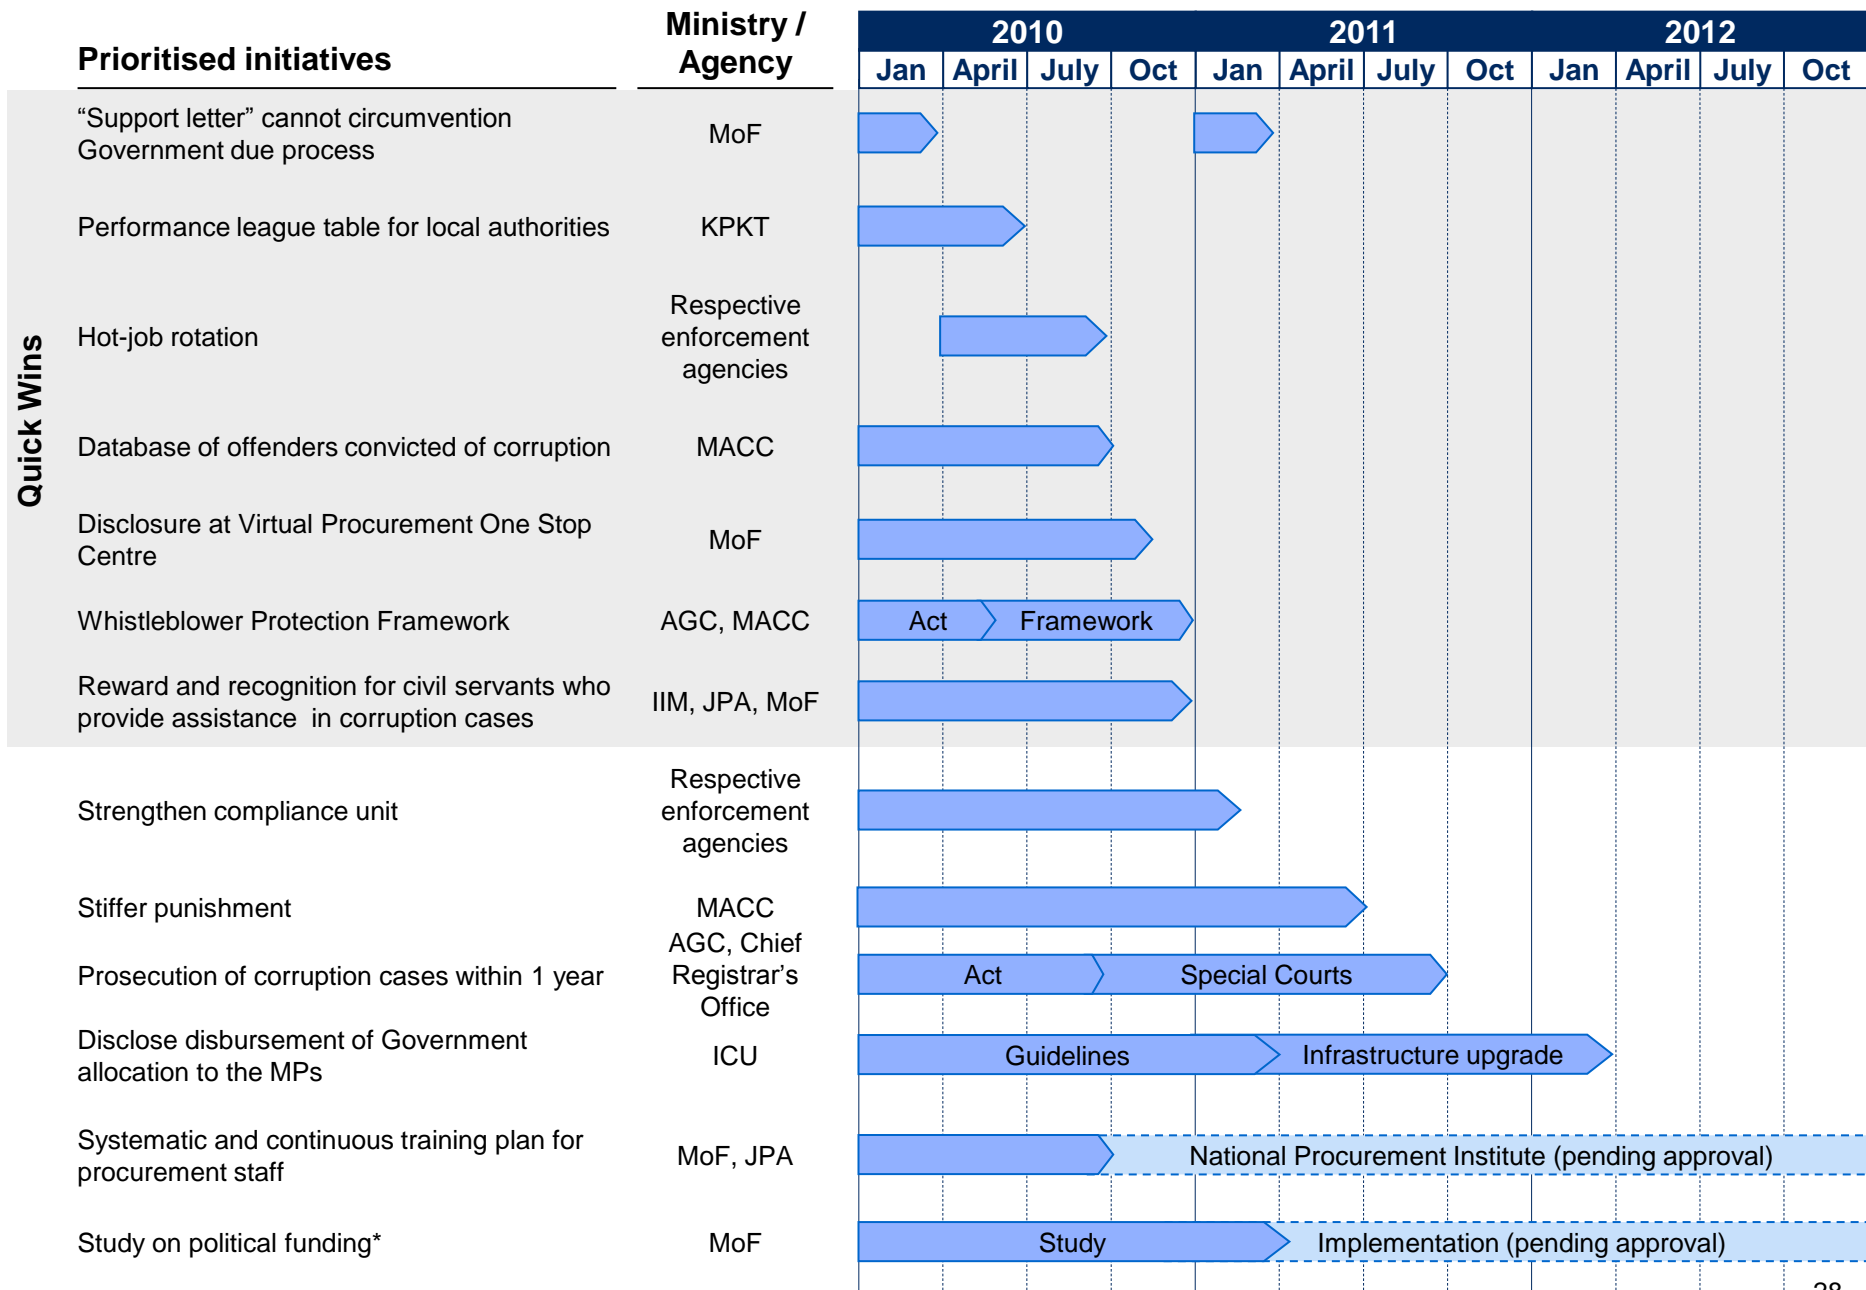 Prioritised initiatives
Ministry /
Agency
2010
2011
2012
Jan April July Oct Jan April July Oct Jan April July Oct
Quick Wins
“Support letter” cannot circumvention
Government due process
MoF
Performance league table for local authorities
KPKT
Hot-job rotation
Respective
enforcement
agencies
Database of offenders convicted of corruption
MACC
Disclosure at Virtual Procurement One Stop
Centre
MoF
Whistleblower Protection Framework
AGC, MACC
Act
Framework
Reward and recognition for civil servants who
provide assistance  in corruption cases
IIM, JPA, MoF
Strengthen compliance unit
Respective
enforcement
agencies
Stiffer punishment
MACC
Prosecution of corruption cases within 1 year
AGC, Chief
Registrar’s
Office
Act
Special Courts
Disclose disbursement of Government
allocation to the MPs
ICU
Guidelines
Infrastructure upgrade
Systematic and continuous training plan for
procurement staff
MoF, JPA
National Procurement Institute (pending approval)
Study on political funding*
MoF
Study
Implementation (pending approval)